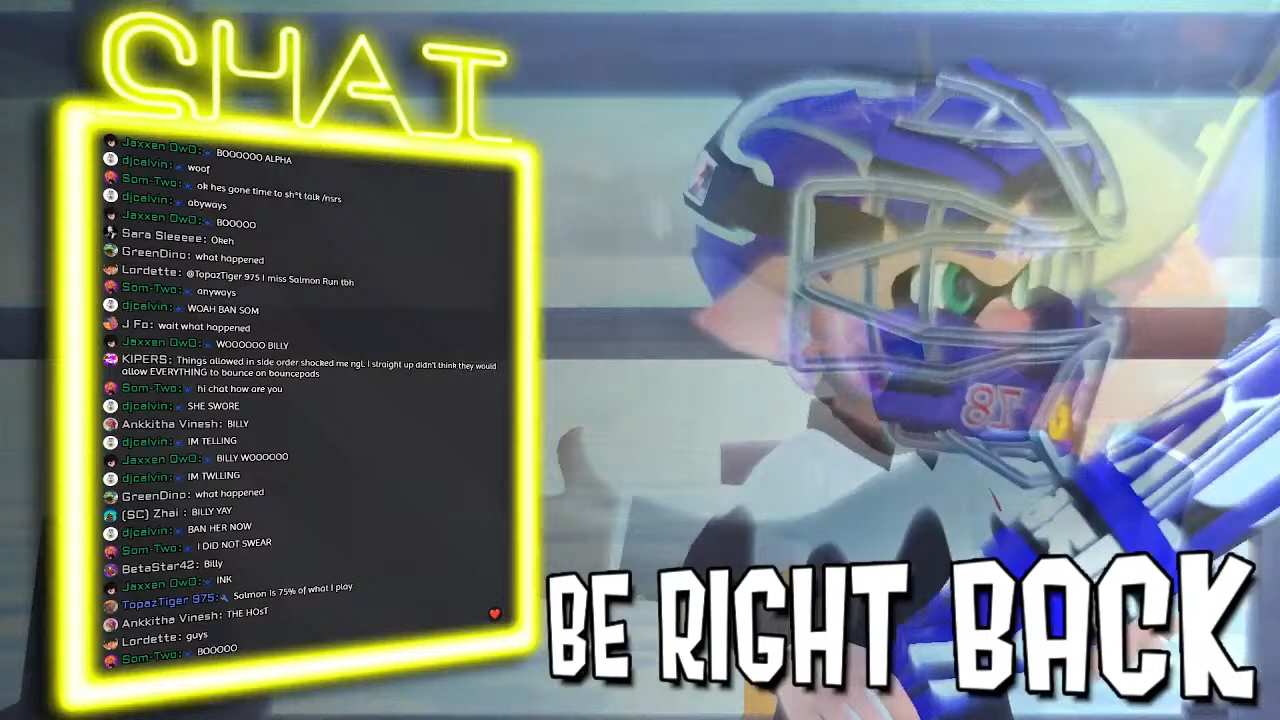 CHAT
Jaxxen OwO: BOOOOOO ALPHA
djcalvin: woof
Som-Two: ok hes gone time to sh*t talk /nsrs
djcalvin: abyways
Jaxxen OwO: BOOOOO
Sara Sleeeee: Okeh
GreenDino: what happened
Lordette: @TopazTiger 975 I miss Salmon Run tbh
Som-Two: anyways
djcalvin: WOAH BAN SOM
J Fo: wait what happened
Jaxxen OwO: WOOOOOO BILLY
KIPERS: Things allowed in side order shocked me ngl. I straight up didn't think they would
allow EVERYTHING to bounce on bouncepads
Som-Two: hi chat how are you
djcalvin: SHE SWORE
Ankkitha Vinesh: BILLY
djcalvin: IM TELLING
Jaxxen OwO: BILLY WOOOOOO
djcalvin: IM TWLLING
GreenDino: what happened
(SC) Zhai : BILLY YAY
djcalvin: BAN HER NOW
Som-Two: I DID NOT SWEAR
BetaStar42: Billy
Jaxxen OwO: INK
TopazTiger 975: Salmon is 75% of what I play
Ankkitha Vinesh: THE HOsT
Lordette: guys
Som-Two: BOOOOO
BE RIGHT BACK